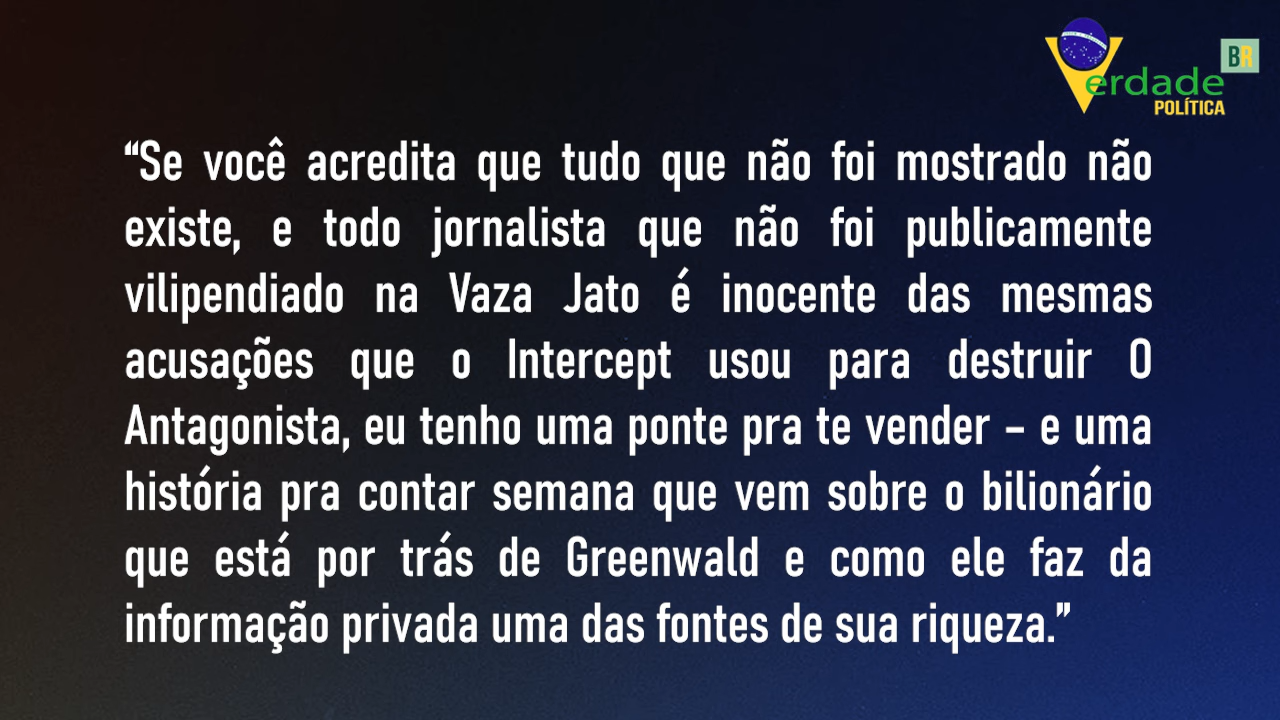 BR
Verdade
POLÍTICA
“Se você acredita que tudo que não foi mostrado não
existe, e todo jornalista que não foi publicamente
vilipendiado na Vaza Jato é inocente das mesmas
acusações que o Intercept usou para destruir O
Antagonista, eu tenho uma ponte pra te vender – e uma
história pra contar semana que vem sobre o bilionário
que está por trás de Greenwald e como ele faz da
informação privada uma das fontes de sua riqueza.”